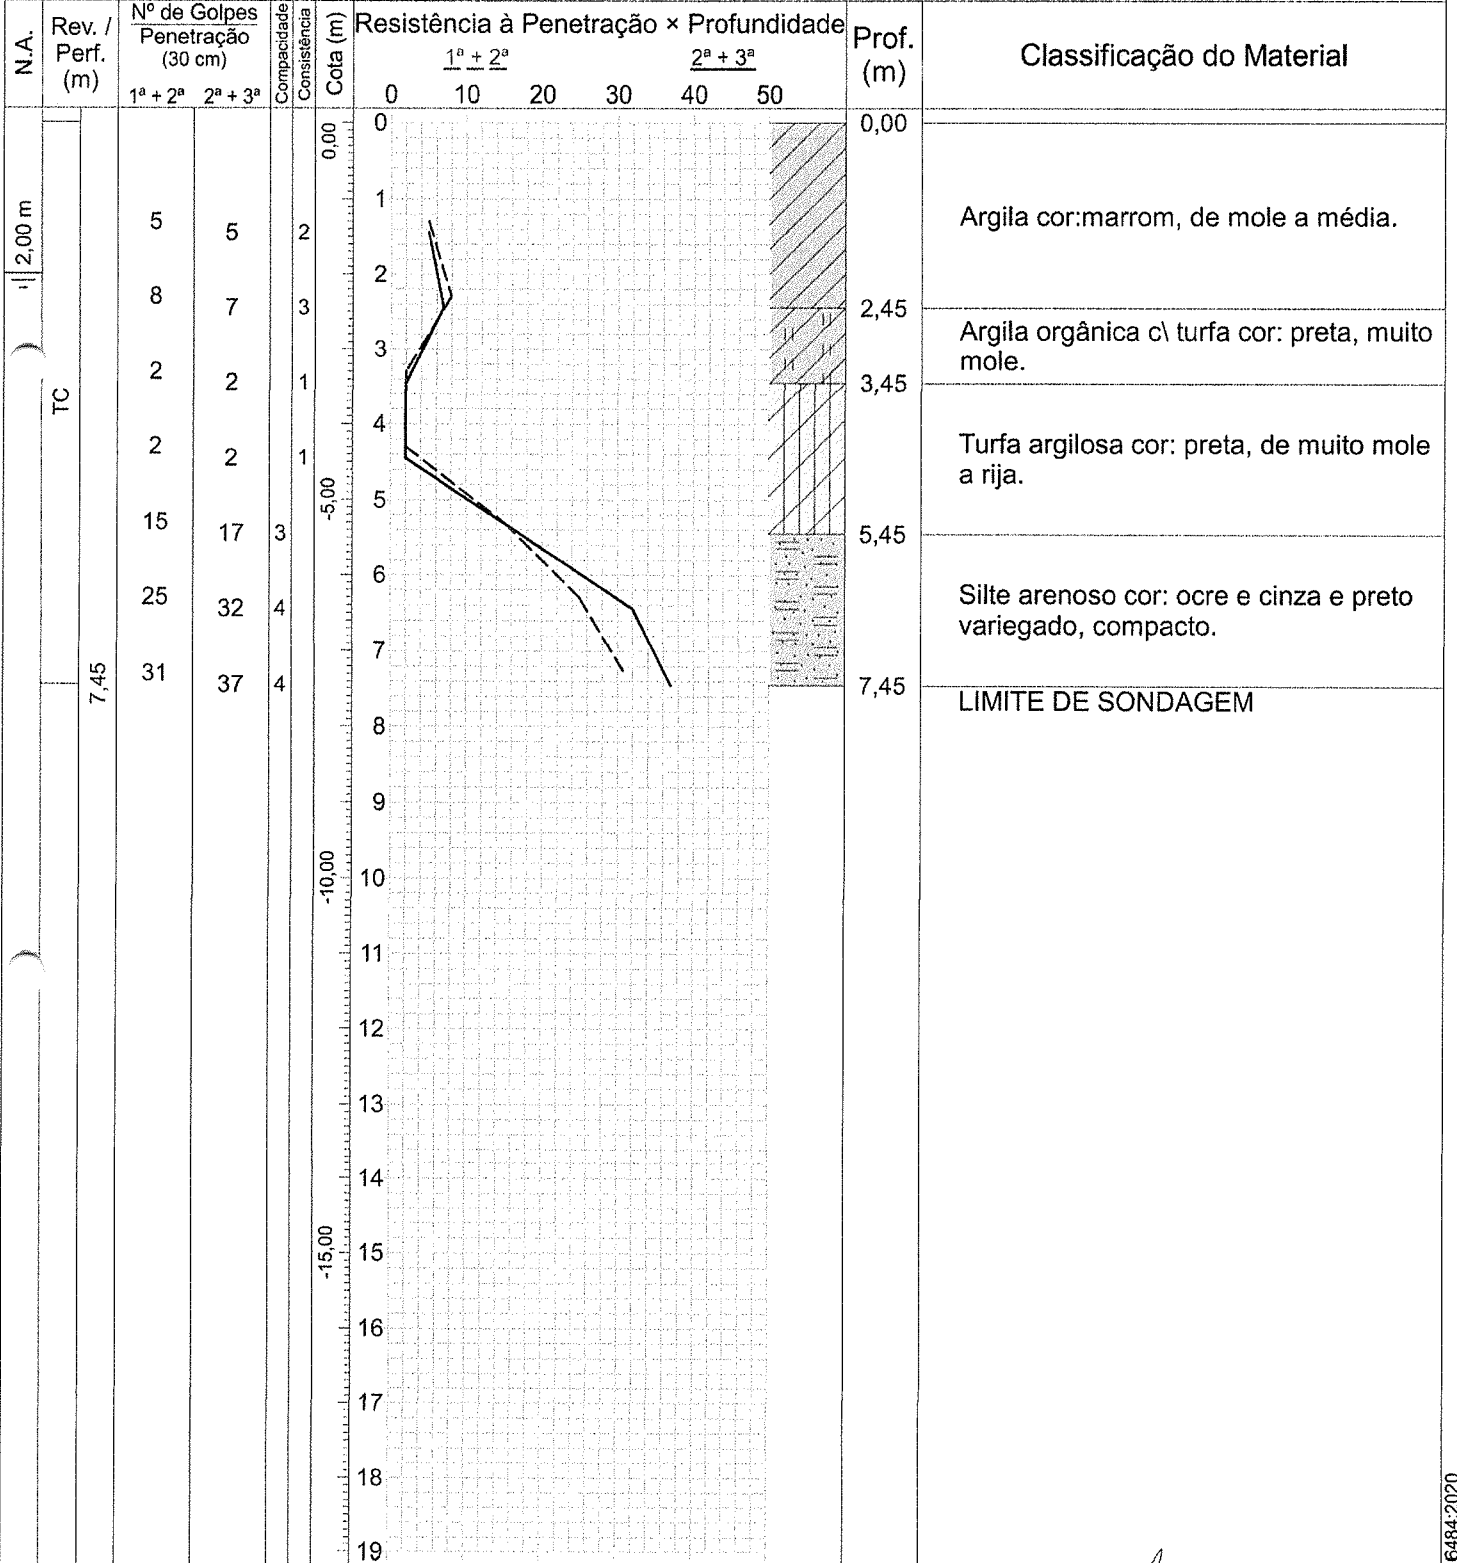 N.A.
Rev. /
Perf.
(m)
Nº de Golpes
Penetração
(30 cm)
1ª + 2ª 2ª + 3ª
Compacidade
Consistência
Cota (m)
Resistência à Penetração × Profundidade
1ª + 2ª 2ª + 3ª
0 10 20 30 40 50
Prof.
(m)
Classificação do Material
0 0,00
0,00
1
2,00 m
5 5 2
Argila cor:marrom, de mole a média.
2
8 7 3
2,45
3
Argila orgânica c\ turfa cor: preta, muito
mole.
2 2 1
3,45
TC
4
2 2 1
Turfa argilosa cor: preta, de muito mole
a rija.
-5,00
5
15 17 3
5,45
6
25 32 4
Silte arenoso cor: ocre e cinza e preto
variegado, compacto.
7
7,45
31 37 4
7,45
LIMITE DE SONDAGEM
8
9
-10,00
10
11
12
13
14
-15,00
15
16
17
18
19
6484:2020